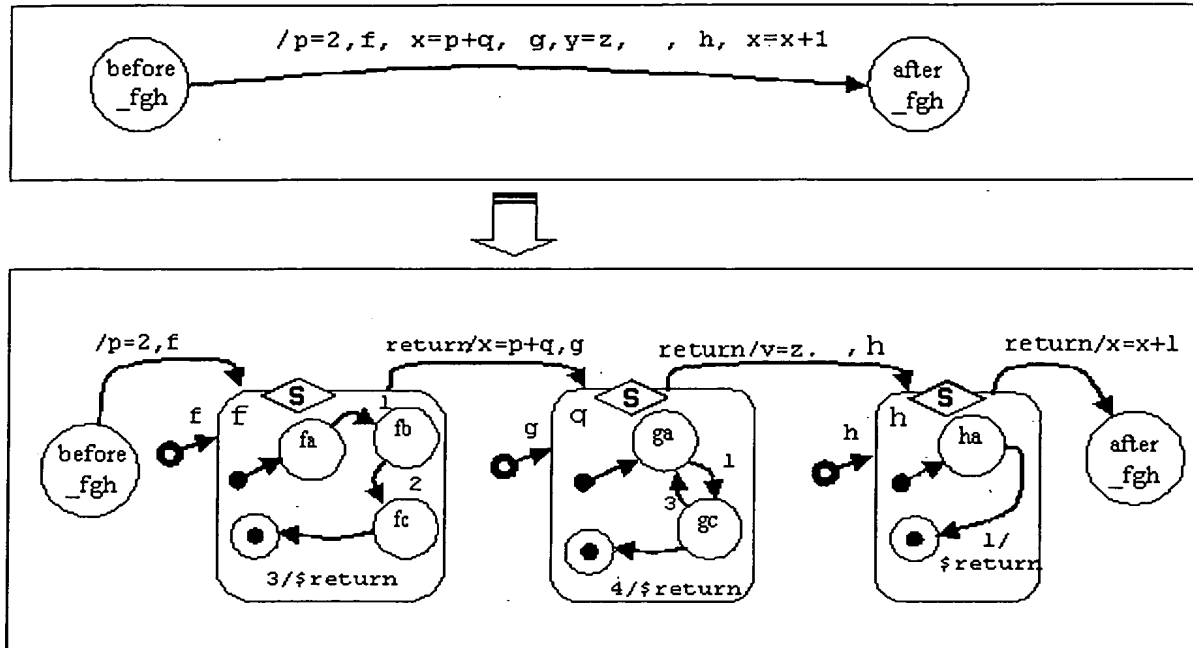 /p=2,f, x=p+q, g,y=z, , h, x=x+1
before
_fgh
after
_fgh
/p=2,f
return/x=p+q,g
return/v=z. , h
return/x=x+1
before
_fgh
f
f
S
fa
1
fb
2
fc
3/$return
g
q
S
ga
1
3
gc
4/$return
h
h
S
ha
1/
$return
after
_fgh